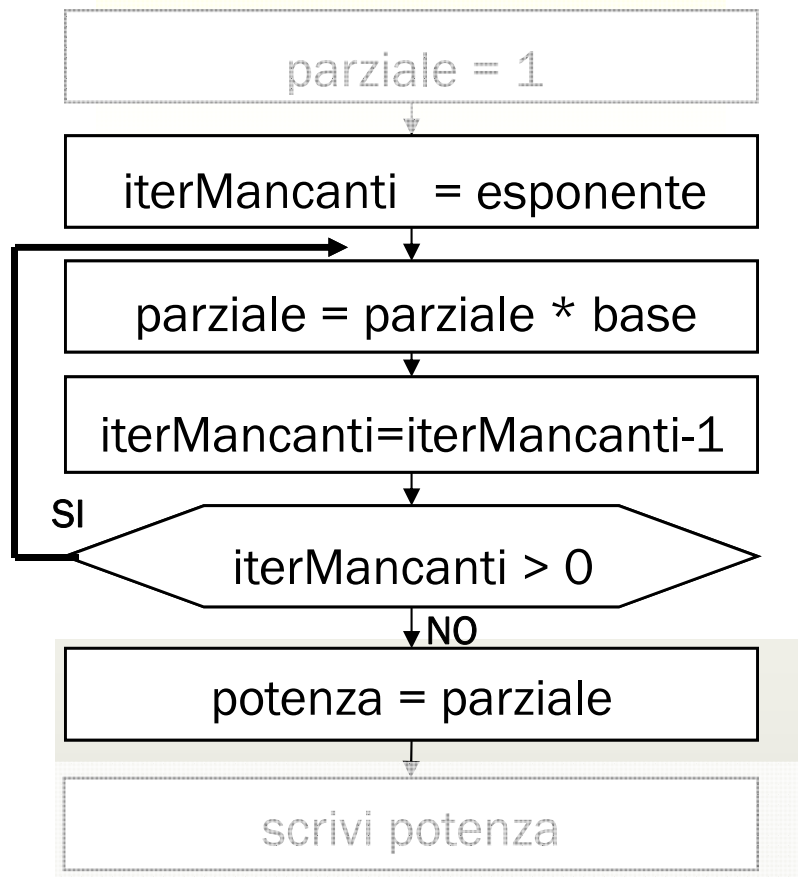 parziale = 1
iterMancanti = esponente
parziale = parziale * base
iterMancanti=iterMancanti-1
SI
iterMancanti > 0
NO
potenza = parziale
scrivi potenza